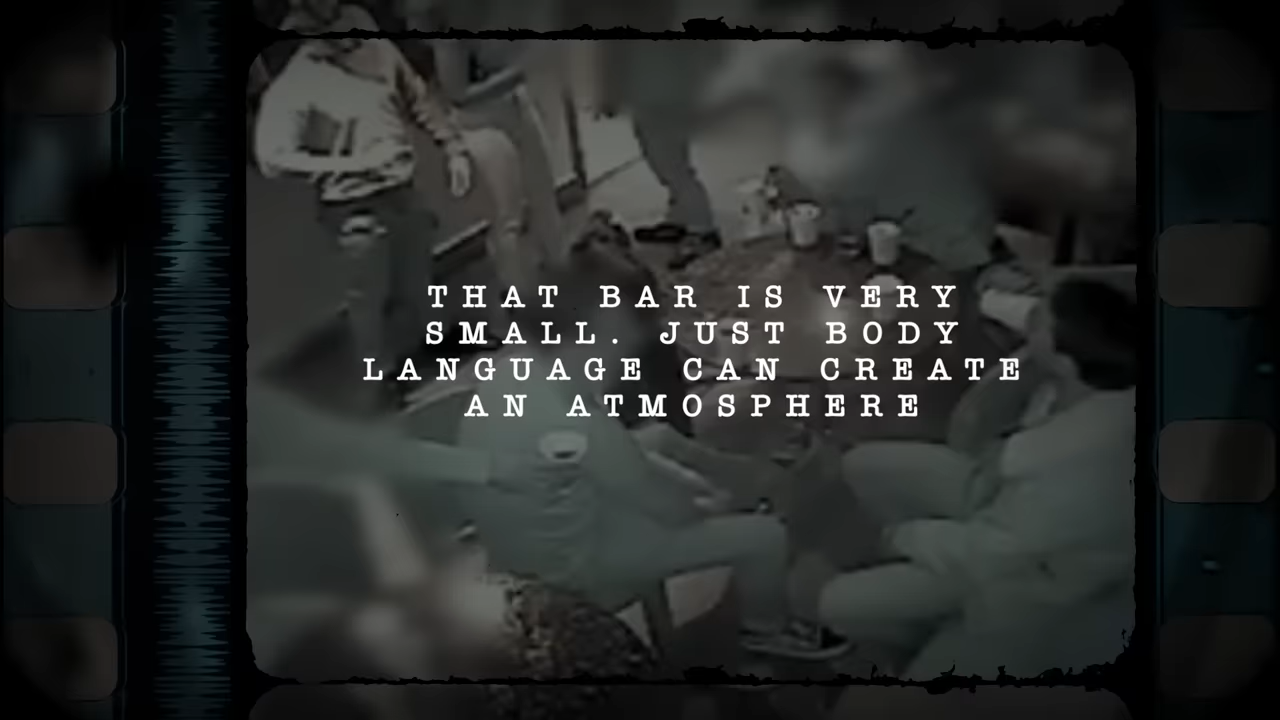 THAT BAR IS VERY
SMALL. JUST BODY
LANGUAGE CAN CREATE
AN ATMOSPHERE